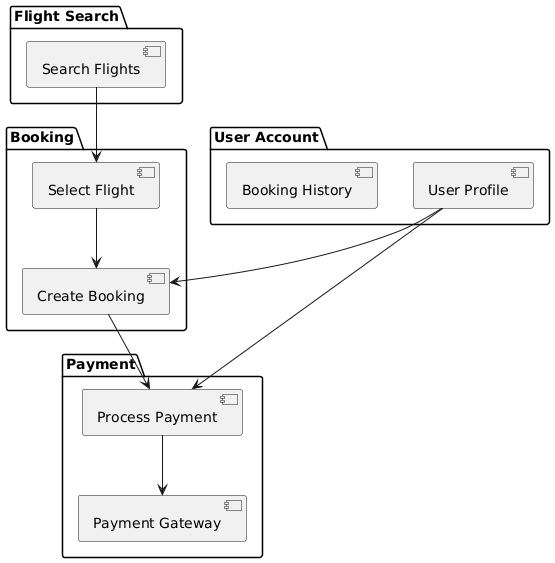 Flight Search
Search Flights
Booking
User Account
Select Flight
Booking History
User Profile
Create Booking
Payment
Process Payment
Payment Gateway